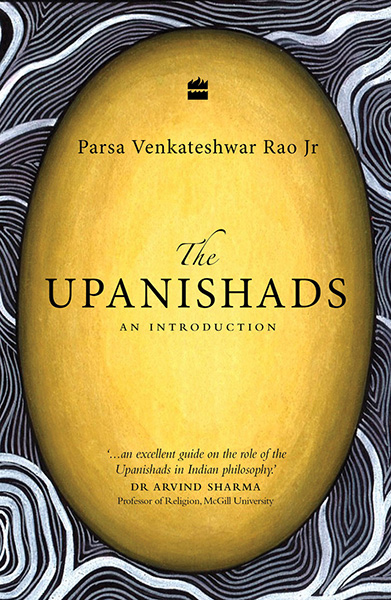 Parsa Venkateshwar Rao Jr
The
UPANISHADS
AN INTRODUCTION
‘...an excellent guide on the role of the
Upanishads in Indian philosophy.’
DR ARVIND SHARMA
Professor of Religion, McGill University